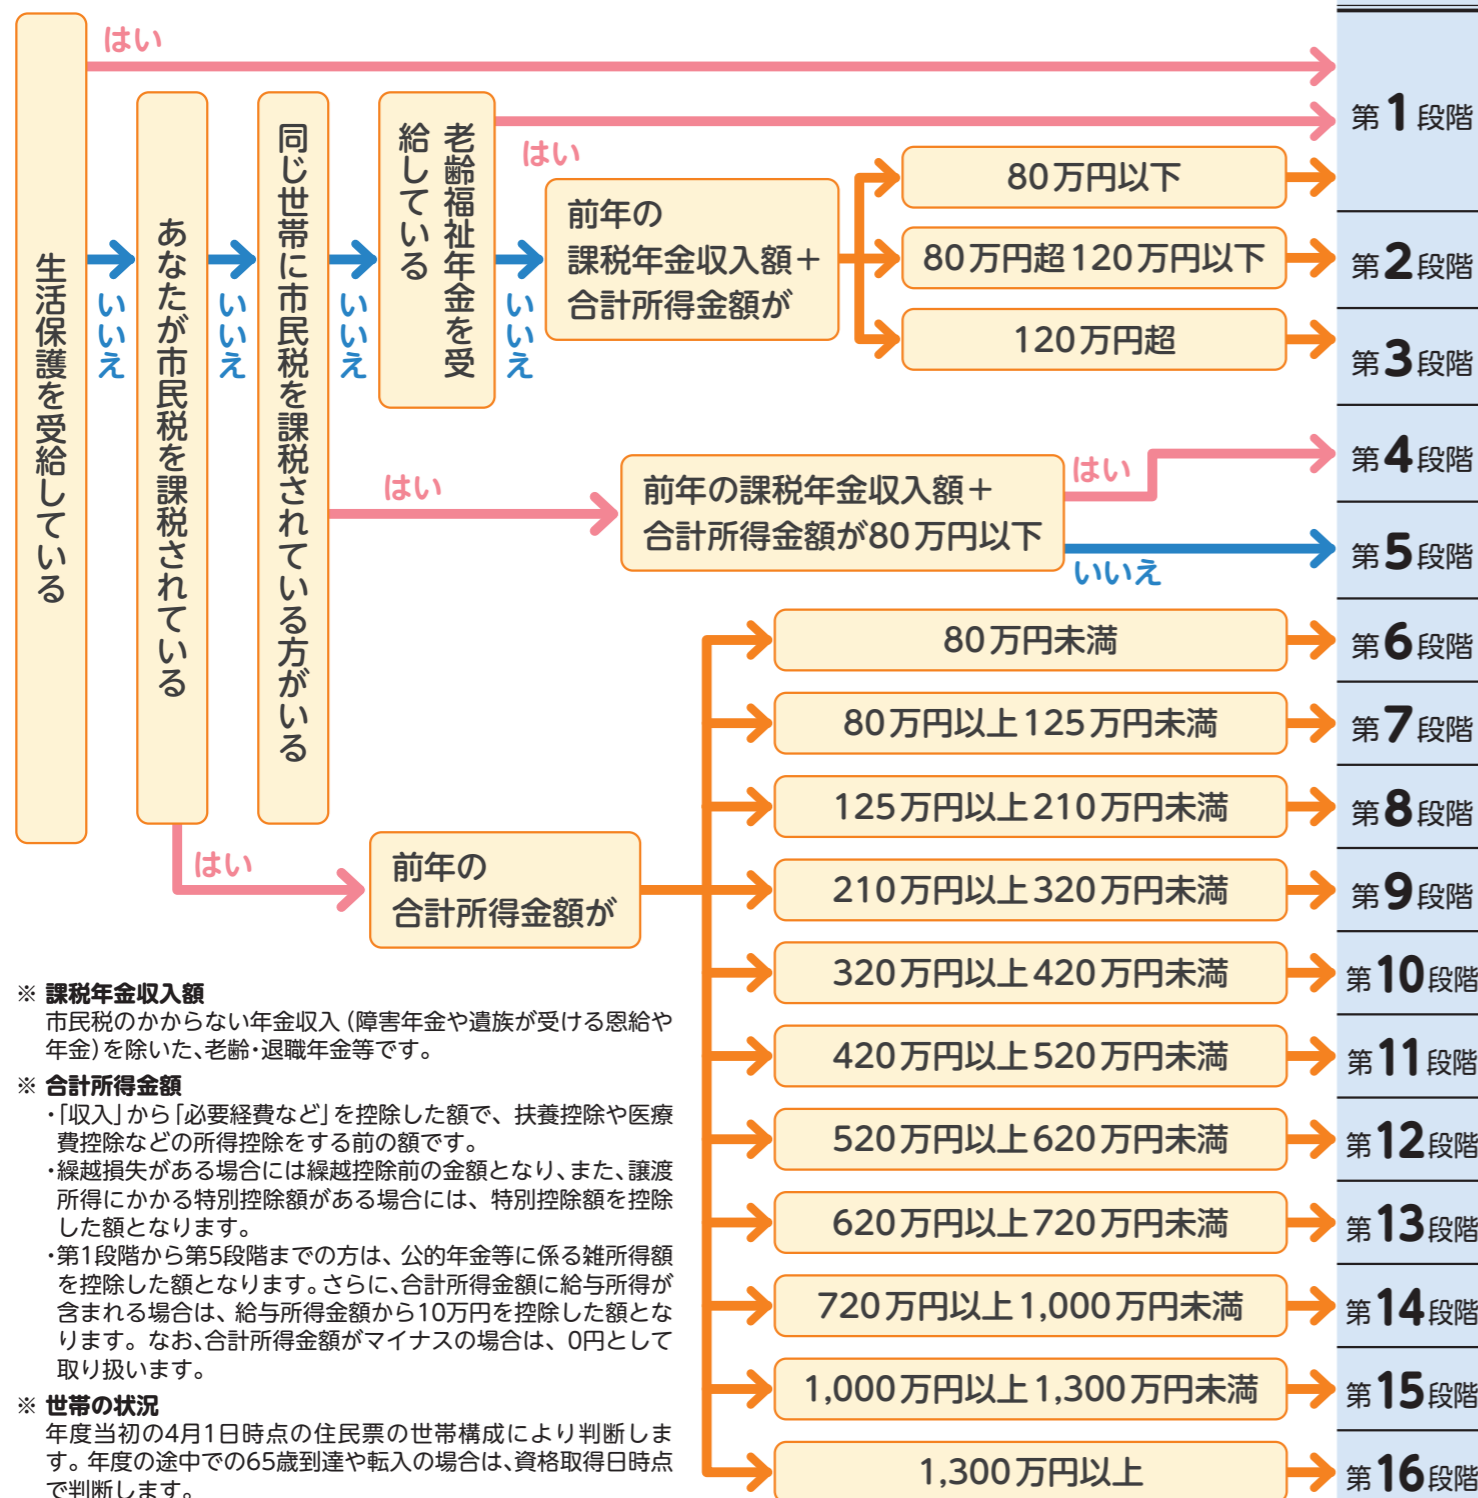 はい
生活保護を受給している
いいえ
あなたが市民税を課税されている
いいえ
同じ世帯に市民税を課税されている方がいる
いいえ
老齢福祉年金を受
給している
はい
いいえ
前年の
課税年金収入額＋
合計所得金額が
80万円以下
第1段階
80万円超120万円以下
第2段階
120万円超
第3段階
はい
前年の課税年金収入額＋
合計所得金額が80万円以下
はい
第4段階
いいえ
第5段階
はい
前年の
合計所得金額が
80万円未満
第6段階
80万円以上125万円未満
第7段階
125万円以上210万円未満
第8段階
210万円以上320万円未満
第9段階
320万円以上420万円未満
第10段階
420万円以上520万円未満
第11段階
520万円以上620万円未満
第12段階
620万円以上720万円未満
第13段階
720万円以上1,000万円未満
第14段階
1,000万円以上1,300万円未満
第15段階
1,300万円以上
第16段階
※ 課税年金収入額
市民税のかからない年金収入（障害年金や遺族が受ける恩給や
年金）を除いた、老齢・退職年金等です。
※ 合計所得金額
・「収入」から「必要経費など」を控除した額で、扶養控除や医療
費控除などの所得控除をする前の額です。
・繰越損失がある場合には繰越控除前の金額となり、また、譲渡
所得にかかる特別控除額がある場合には、特別控除額を控除
した額となります。
・第1段階から第5段階までの方は、公的年金等に係る雑所得額
を控除した額となります。さらに、合計所得金額に給与所得が
含まれる場合は、給与所得金額から10万円を控除した額とな
ります。なお、合計所得金額がマイナスの場合は、0円として
取り扱います。
※ 世帯の状況
年度当初の4月1日時点の住民票の世帯構成により判断しま
す。年度の途中での65歳到達や転入の場合は、資格取得日時点
で判断します。